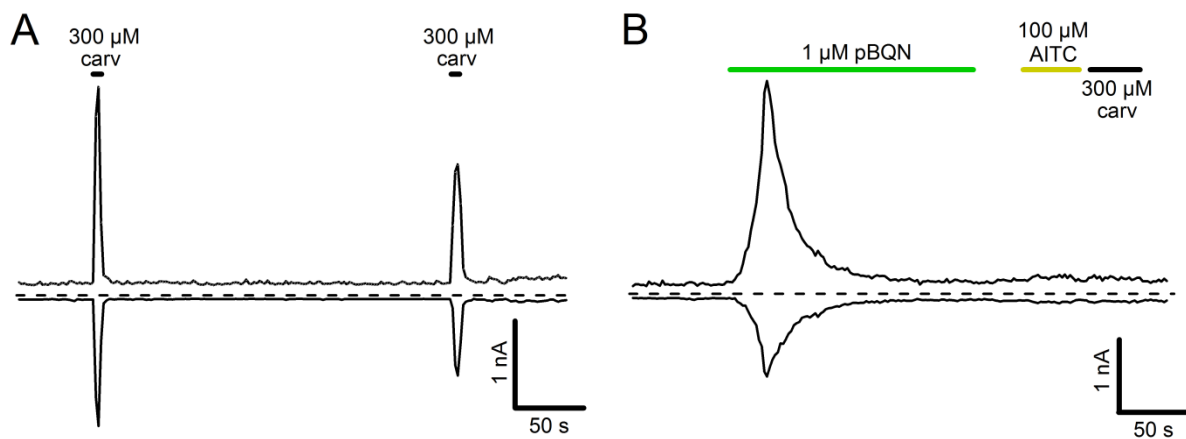 A
300 µM
carv
300 µM
carv
1 nA
50 s
B
1 µM pBQN
100 µM
AITC
300 µM
carv
1 nA
50 s